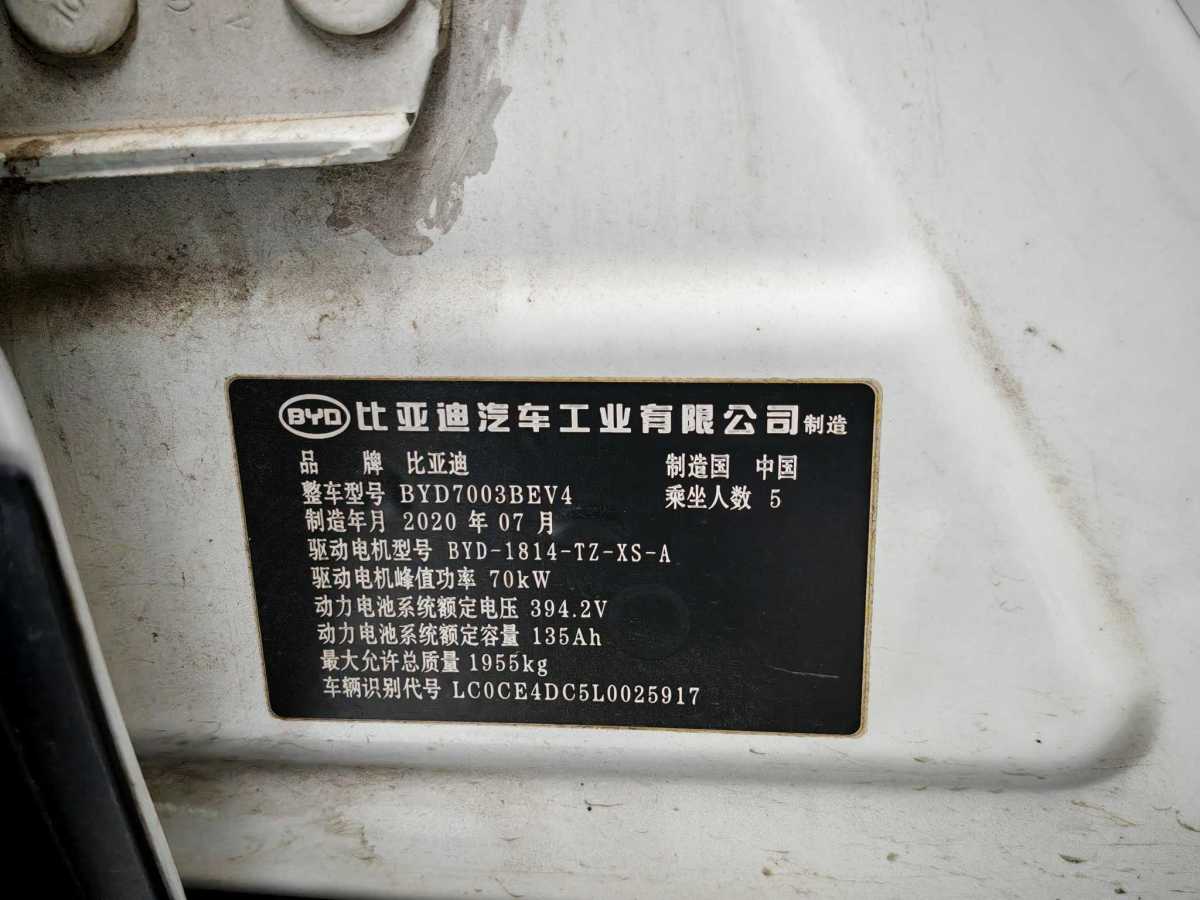 BYD 比亚迪汽车工业有限公司制造
品 牌 比亚迪 制造国 中国
整车型号 BYD7003BEV4 乘坐人数 5
制造年月 2020 年 07 月
驱动电机型号 BYD-1814-TZ-XS-A
驱动电机峰值功率 70kW
动力电池系统额定电压 394.2V
动力电池系统额定容量 135Ah
最大允许总质量 1955kg
车辆识别代号 LC0CE4DC5L0025917